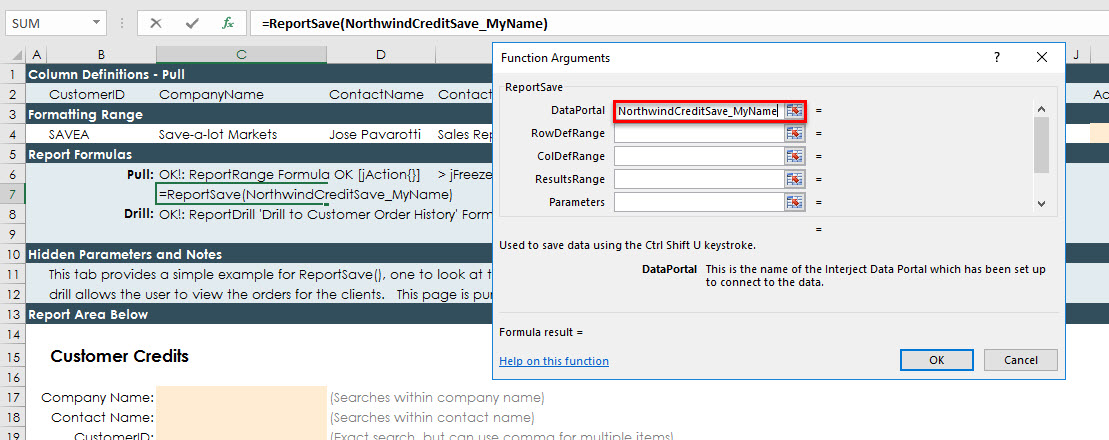 SUM
=ReportSave(NorthwindCreditSave_MyName)
A B C D J
1 Column Definitions - Pull
2 CustomerID CompanyName ContactName Contac Ac
3 Formatting Range
4 SAVEA Save-a-lot Markets Jose Pavarotti Sales Rep
5 Report Formulas
6 Pull: OK!: ReportRange Formula OK [jAction{}] > jFreeze
7 =ReportSave(NorthwindCreditSave_MyName)
8 Drill: OK!: ReportDrill 'Drill to Customer Order History' Form
9
10 Hidden Parameters and Notes
11 This tab provides a simple example for ReportSave(), one to look at t
12 drill allows the user to view the orders for the clients. This page is pur
13 Report Area Below
14
15 Customer Credits
16
17 Company Name: (Searches within company name)
18 Contact Name: (Searches within contact name)
19 CustomerID: (Exact search, but can use comma for multiple items)
Function Arguments ?
ReportSave
DataPortal NorthwindCreditSave_MyName =
RowDefRange =
ColDefRange =
ResultsRange =
Parameters =
=
Used to save data using the Ctrl Shift U keystroke.
DataPortal This is the name of the Interject Data Portal which has been set up
to connect to the data.
Formula result =
Help on this function
OK Cancel